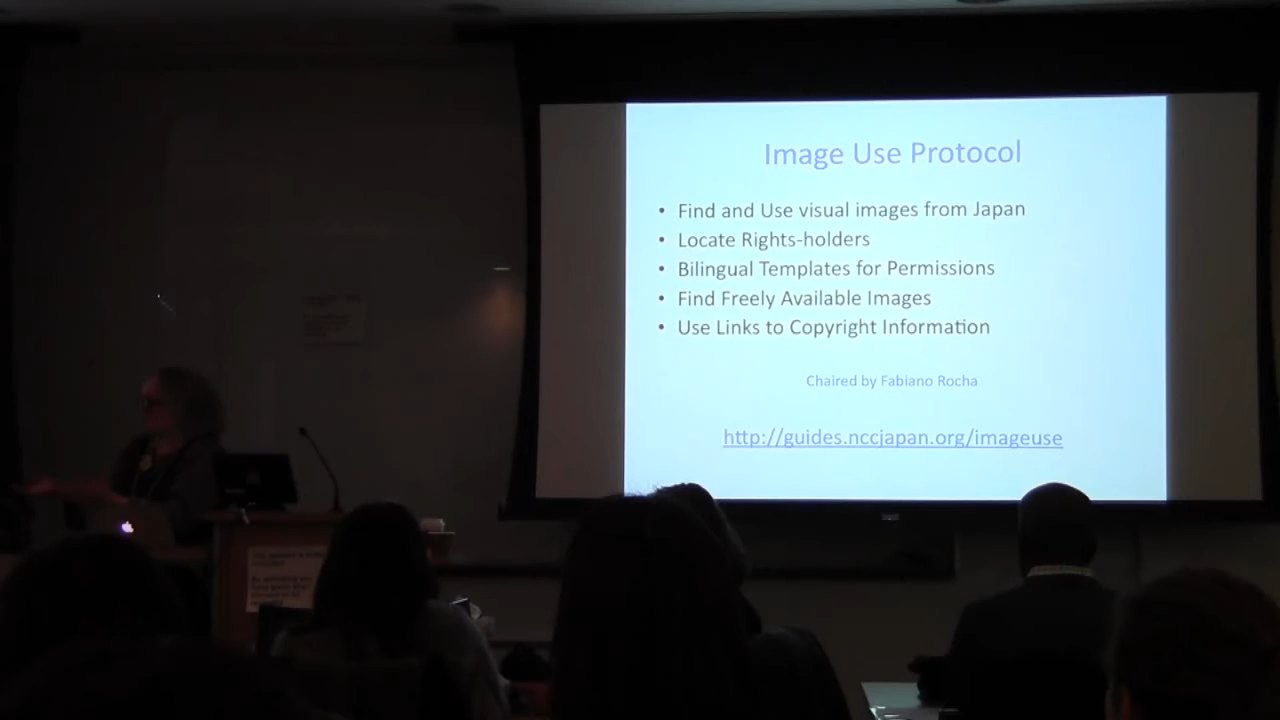 Image Use Protocol
• Find and Use visual images from Japan
• Locate Rights-holders
• Bilingual Templates for Permissions
• Find Freely Available Images
• Use Links to Copyright Information
Chaired by Fabiano Rocha
http://guides.nccjapan.org/imageuse